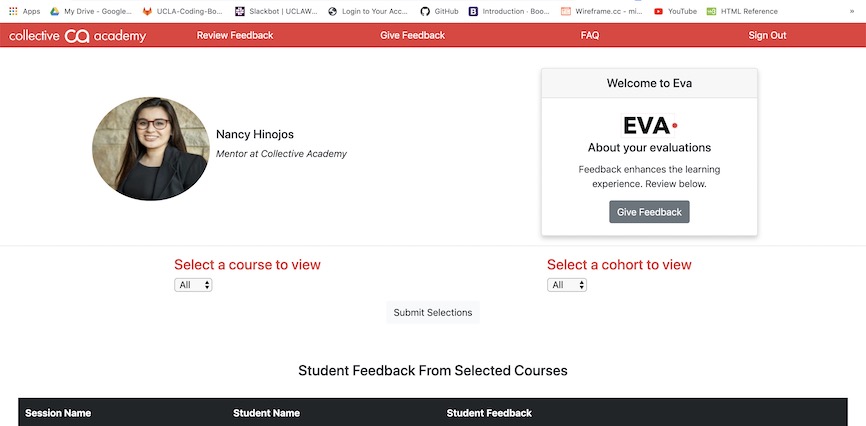 Apps My Drive - Google... UCLA-Coding-Bo... Slackbot | UCLAW... Login to Your Acc... GitHub Introduction · Boo... Wireframe.cc - mi... YouTube HTML Reference »
collective ca academy Review Feedback Give Feedback FAQ Sign Out
Welcome to Eva
EVA
Nancy Hinojos
Mentor at Collective Academy
About your evaluations
Feedback enhances the learning
experience. Review below.
Give Feedback
Select a course to view
All
Select a cohort to view
All
Submit Selections
Student Feedback From Selected Courses
Session Name Student Name Student Feedback